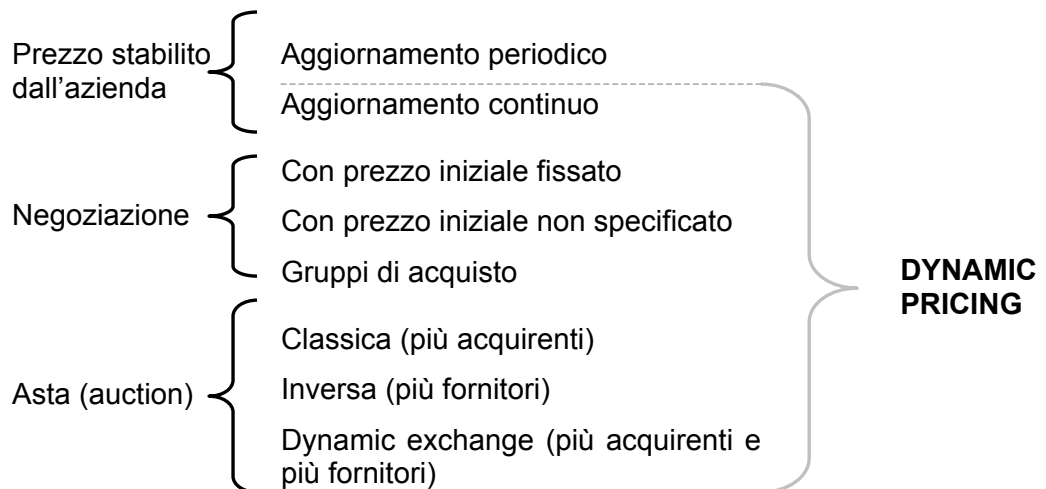 Prezzo stabilito
dall’azienda
Aggiornamento periodico
Aggiornamento continuo
Negoziazione
Con prezzo iniziale fissato
Con prezzo iniziale non specificato
Gruppi di acquisto
Asta (auction)
Classica (più acquirenti)
Inversa (più fornitori)
Dynamic exchange (più acquirenti e
più fornitori)
DYNAMIC
PRICING